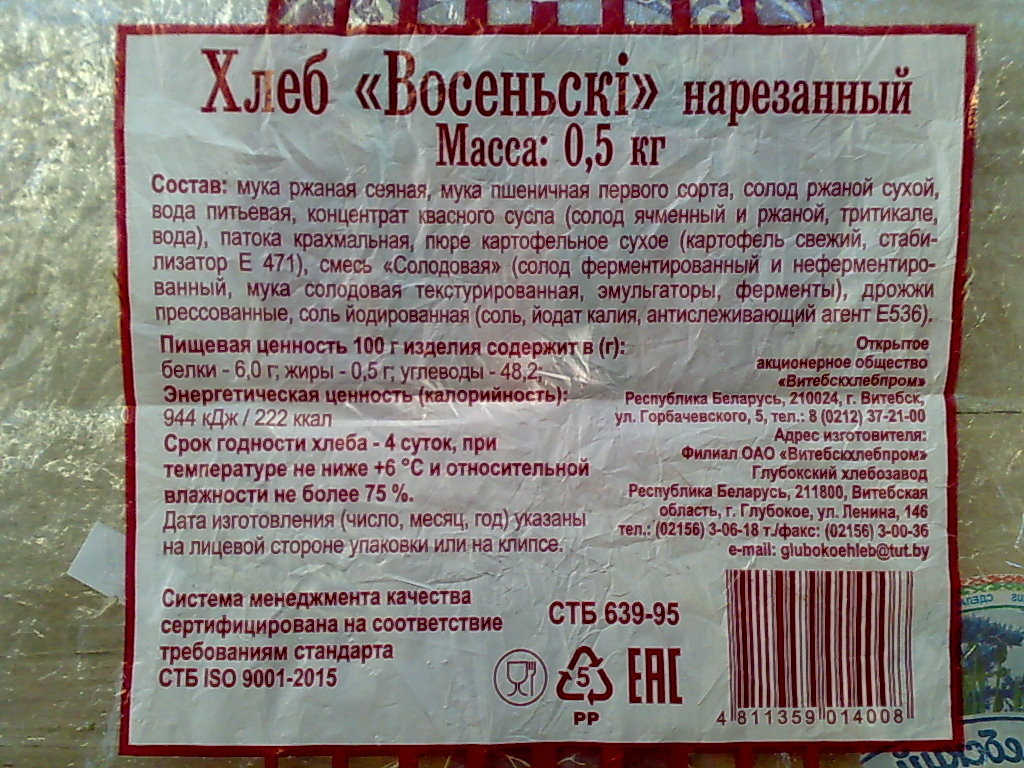 Хлеб «Восеньскі» нарезанный
Масса: 0,5 кг
Состав: мука ржаная сеяная, мука пшеничная первого сорта, солод ржаной сухой,
вода питьевая, концентрат квасного сусла (солод ячменный и ржаной, тритикале,
вода), патока крахмальная, пюре картофельное сухое (картофель свежий, стаби-
лизатор Е 471), смесь «Солодовая» (солод ферментированный и неферментиро-
ванный, мука солодовая текстурированная, эмульгаторы, ферменты), дрожжи
прессованные, соль йодированная (соль, йодат калия, антислеживающий агент Е536).
Пищевая ценность 100 г изделия содержит в (г):
белки - 6,0 г; жиры - 0,5 г; углеводы - 48,2;
Энергетическая ценность (калорийность):
944 кДж / 222 ккал
Срок годности хлеба - 4 суток, при
температуре не ниже +6 °С и относительной
влажности не более 75 %.
Дата изготовления (число, месяц, год) указаны
на лицевой стороне упаковки или на клипсе.
Открытое
акционерное общество
«Витебскхлебпром»
Республика Беларусь, 210024, г. Витебск,
ул. Горбачевского, 5, тел.: 8 (0212) 37-21-00
Адрес изготовителя:
Филиал ОАО «Витебскхлебпром»
Глубокский хлебозавод
Республика Беларусь, 211800, Витебская
область, г. Глубокое, ул. Ленина, 146
тел.: (02156) 3-06-18 т./факс: (02156) 3-00-36
e-mail: glubokoehleb@tut.by
Система менеджмента качества
сертифицирована на соответствие
требованиям стандарта
СТБ ISO 9001-2015
СТБ 639-95
5
PP
ЕАС
4 811359 014008